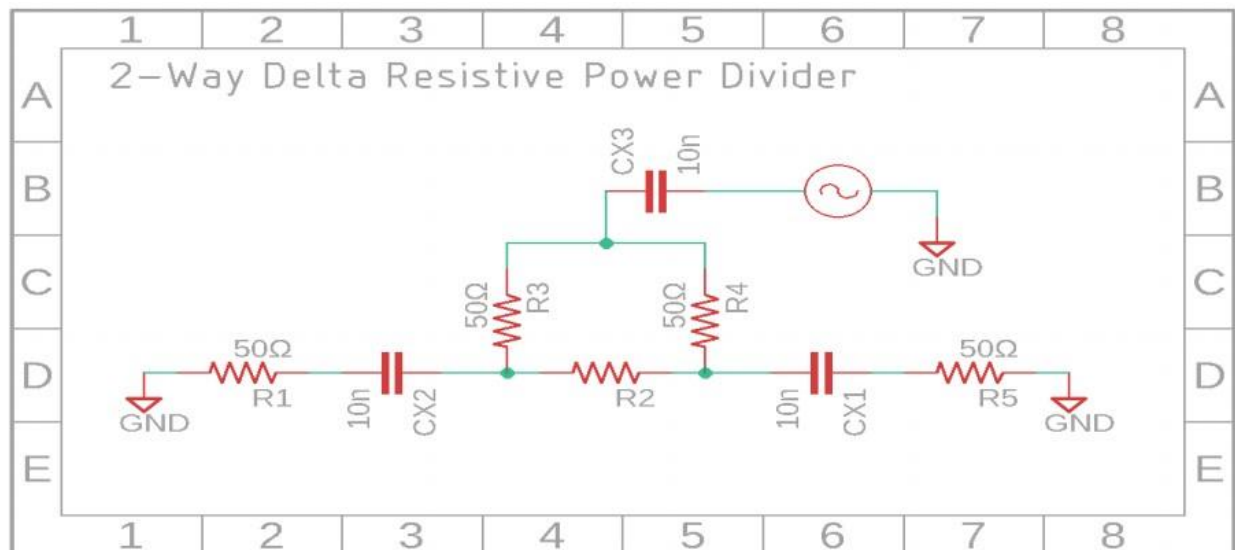 1 2 3 4 5 6 7 8
A A
2-Way Delta Resistive Power Divider
CX3
10n
B B
C C
50Ω
R3
50Ω
R4
GND
D D
50Ω
R1
10n
CX2
R2
10n
CX1
50Ω
R5
GND
GND
E E
1 2 3 4 5 6 7 8